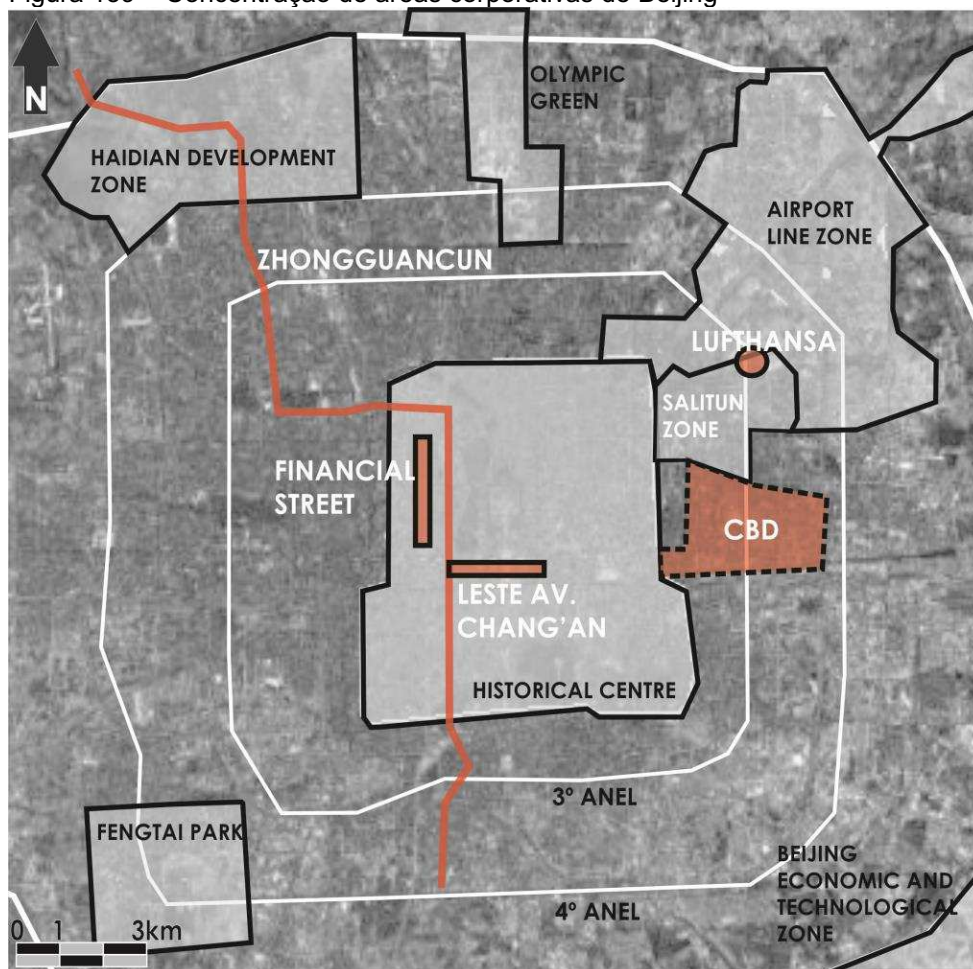 OLYMPIC
GREEN
N
HAIDIAN DEVELOPMENT
ZONE
AIRPORT
LINE ZONE
ZHONGGUANCUN
LUFTHANSA
SALITUN
ZONE
FINANCIAL
STREET
CBD
LESTE AV.
CHANG'AN
HISTORICAL CENTRE
3º ANEL
FENGTAI PARK
BEIJING
ECONOMIC AND
TECHNOLOGICAL
ZONE
4º ANEL
0 1 3km